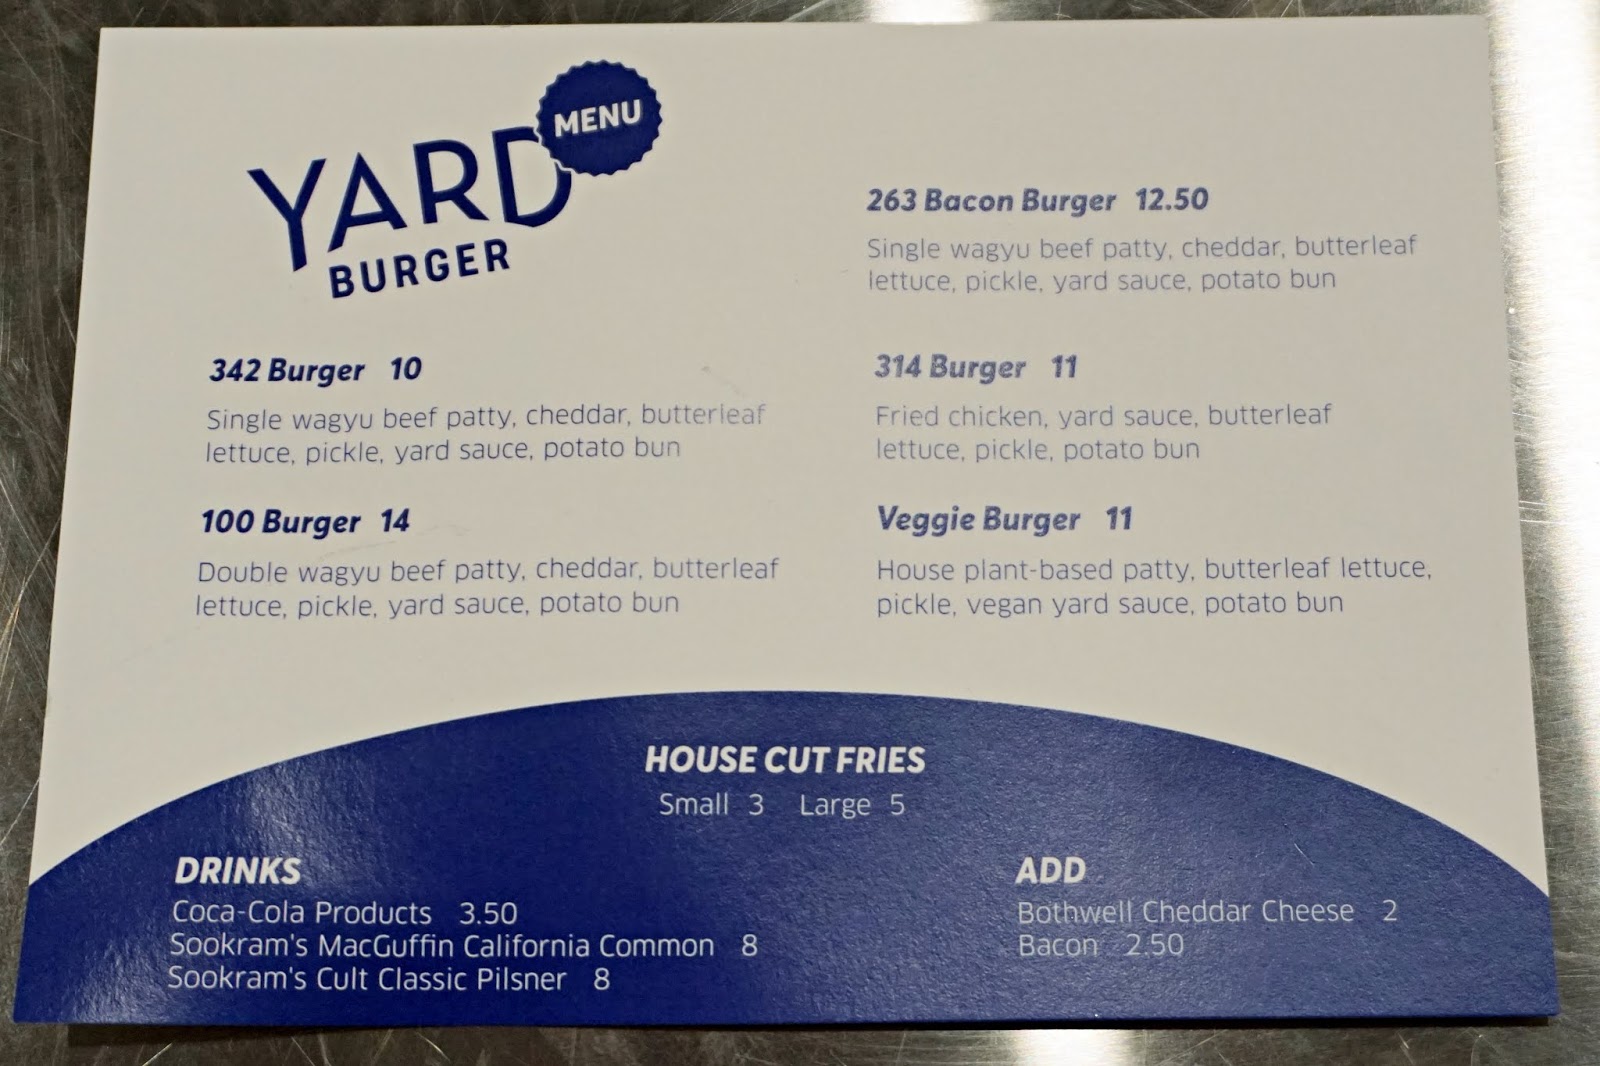 YARD
MENU
BURGER
342 Burger 10
Single wagyu beef patty, cheddar, butterleaf
lettuce, pickle, yard sauce, potato bun
100 Burger 14
Double wagyu beef patty, cheddar, butterleaf
lettuce, pickle, yard sauce, potato bun
263 Bacon Burger 12.50
Single wagyu beef patty, cheddar, butterleaf
lettuce, pickle, yard sauce, potato bun
314 Burger 11
Fried chicken, yard sauce, butterleaf
lettuce, pickle, potato bun
Veggie Burger 11
House plant-based patty, butterleaf lettuce,
pickle, vegan yard sauce, potato bun
HOUSE CUT FRIES
Small 3 Large 5
DRINKS
Coca-Cola Products 3.50
Sookram's MacGuffin California Common 8
Sookram's Cult Classic Pilsner 8
ADD
Bothwell Cheddar Cheese 2
Bacon 2.50